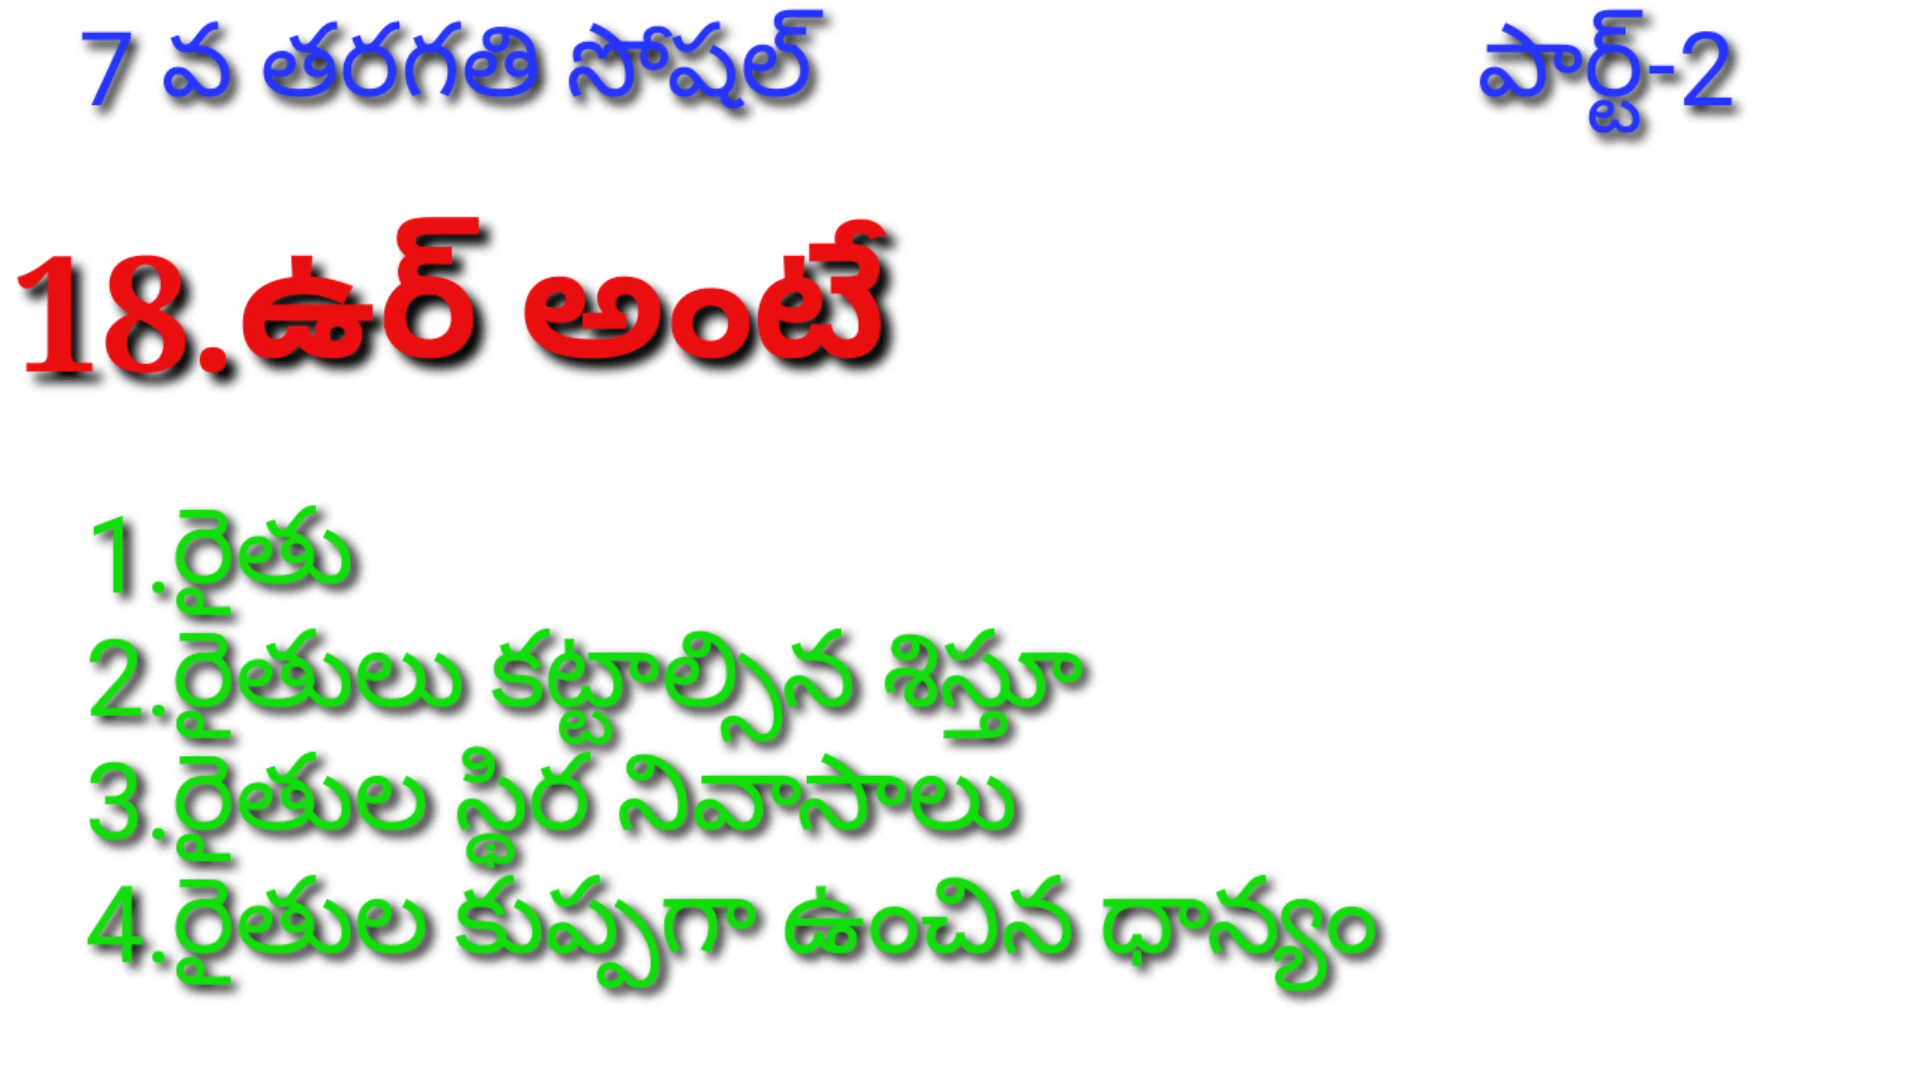 7 వ తరగతి సోషల్ పార్ట్-2
18.ఉర్ అంటే
1.రైతు
2.రైతులు కట్టాల్సిన శిస్తూ
3.రైతుల స్థిర నివాసాలు
4.రైతుల కుప్పగా ఉంచిన ధాన్యం